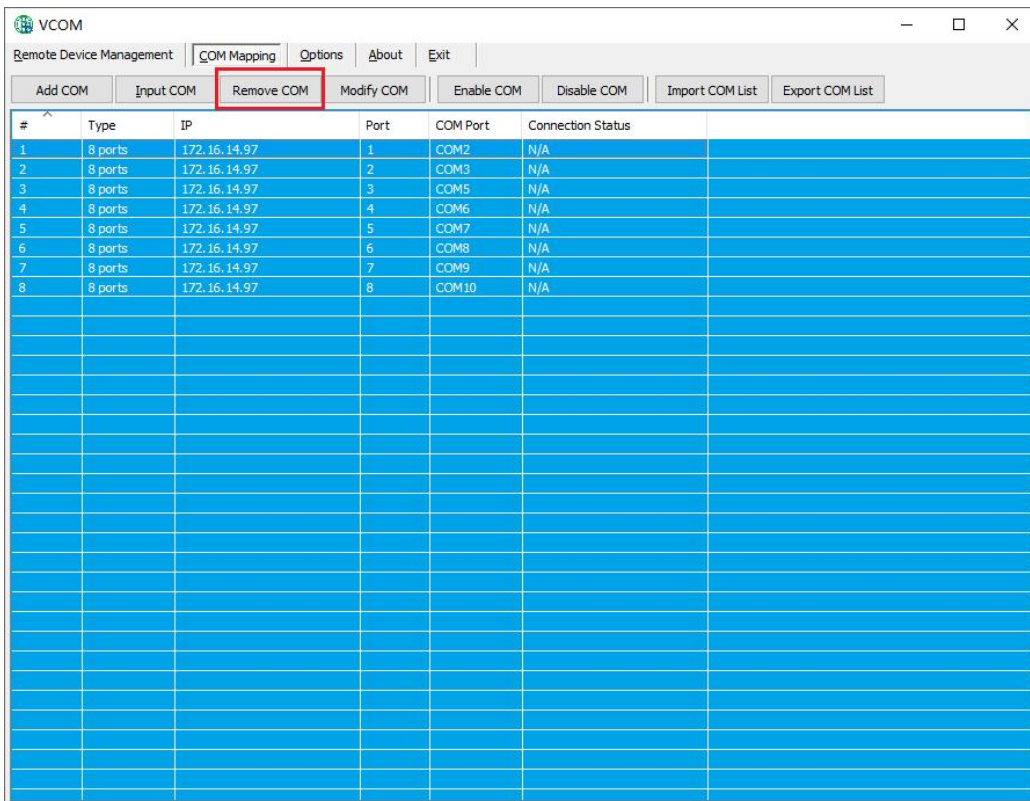 VCOM
Remote Device Management COM Mapping Options About Exit
Add COM Input COM Remove COM Modify COM Enable COM Disable COM Import COM List Export COM List
# Type IP Port COM Port Connection Status
1 8 ports 172.16.14.97 1 COM2 N/A
2 8 ports 172.16.14.97 2 COM3 N/A
3 8 ports 172.16.14.97 3 COM5 N/A
4 8 ports 172.16.14.97 4 COM6 N/A
5 8 ports 172.16.14.97 5 COM7 N/A
6 8 ports 172.16.14.97 6 COM8 N/A
7 8 ports 172.16.14.97 7 COM9 N/A
8 8 ports 172.16.14.97 8 COM10 N/A